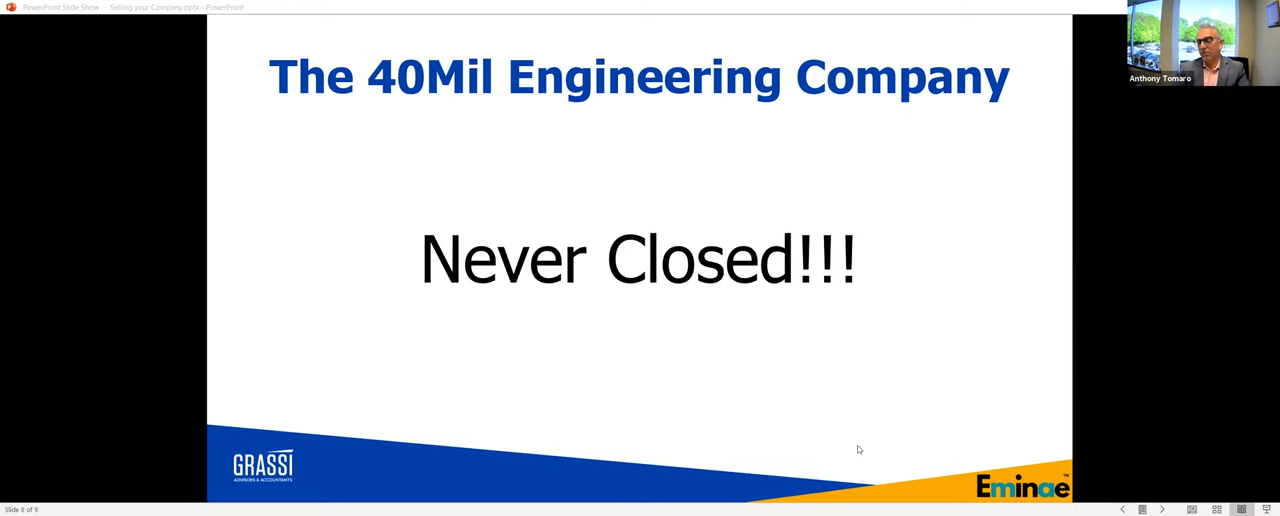 PowerPoint Slide Show - Selling your Company.pptx - PowerPoint
Anthony Tomaro
The 40Mil Engineering Company
Never Closed!!!
GRASSI
ADVISORS & ACCOUNTANTS
Eminae™
Slide 8 of 9